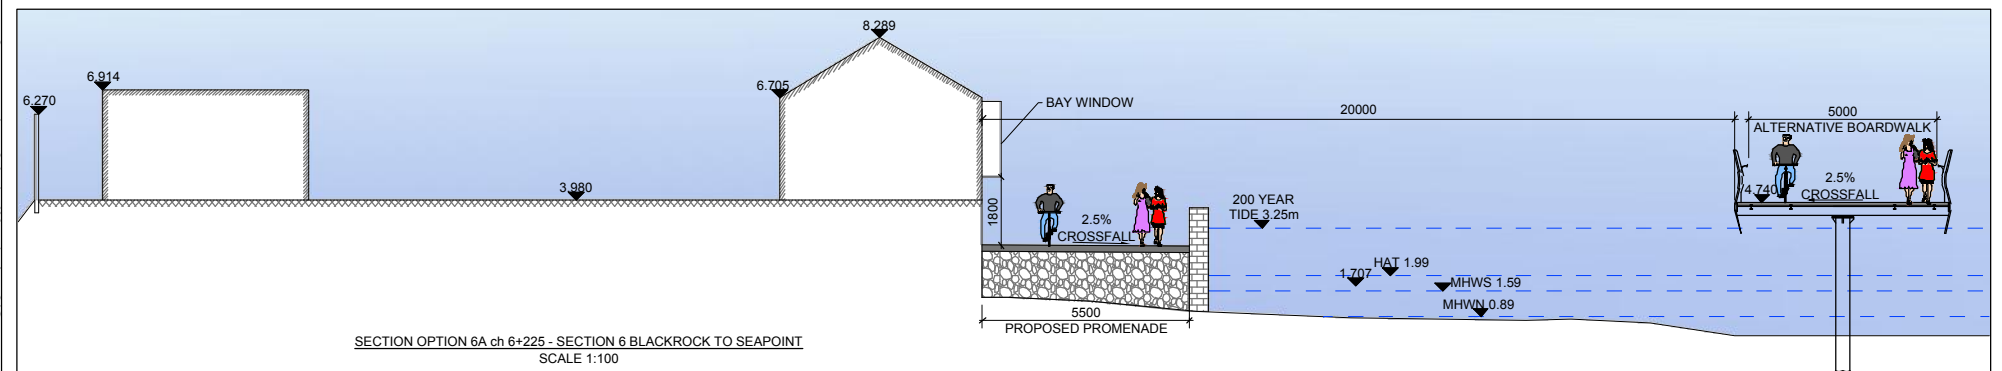 8.289
6.914
6.705
6.270
BAY WINDOW
20000
5000
ALTERNATIVE BOARDWALK
3.980
1800
2.5%
CROSSFALL
200 YEAR
TIDE 3.25m
2.5%
CROSSFALL
4.740
HAT 1.99
1.707
MHWS 1.59
MHWN 0.89
5500
PROPOSED PROMENADE
SECTION OPTION 6A ch 6+225 - SECTION 6 BLACKROCK TO SEAPOINT
SCALE 1:100